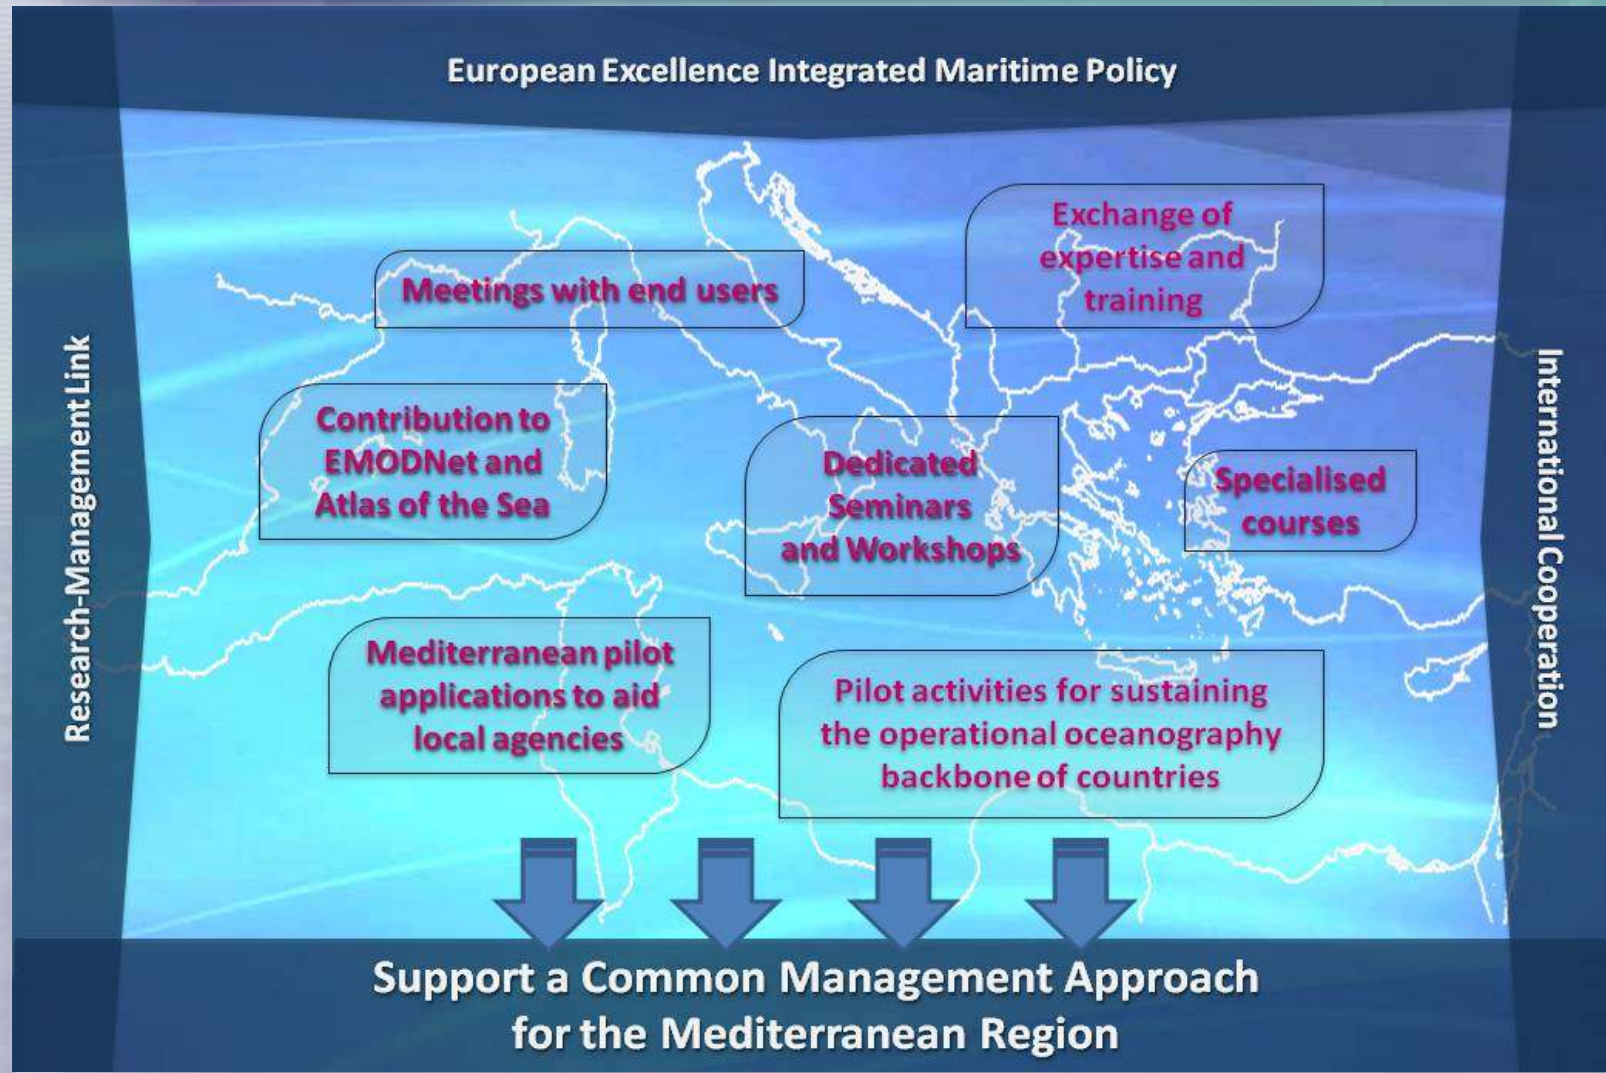 European Excellence Integrated Maritime Policy
Research-Management Link
Meetings with end users
Exchange of
expertise and
training
Contribution to
EMODNet and
Atlas of the Sea
Dedicated
Seminars
and Workshops
Specialised
courses
Mediterranean pilot
applications to aid
local agencies
Pilot activities for sustaining
the operational oceanography
backbone of countries
International Cooperation
Support a Common Management Approach
for the Mediterranean Region